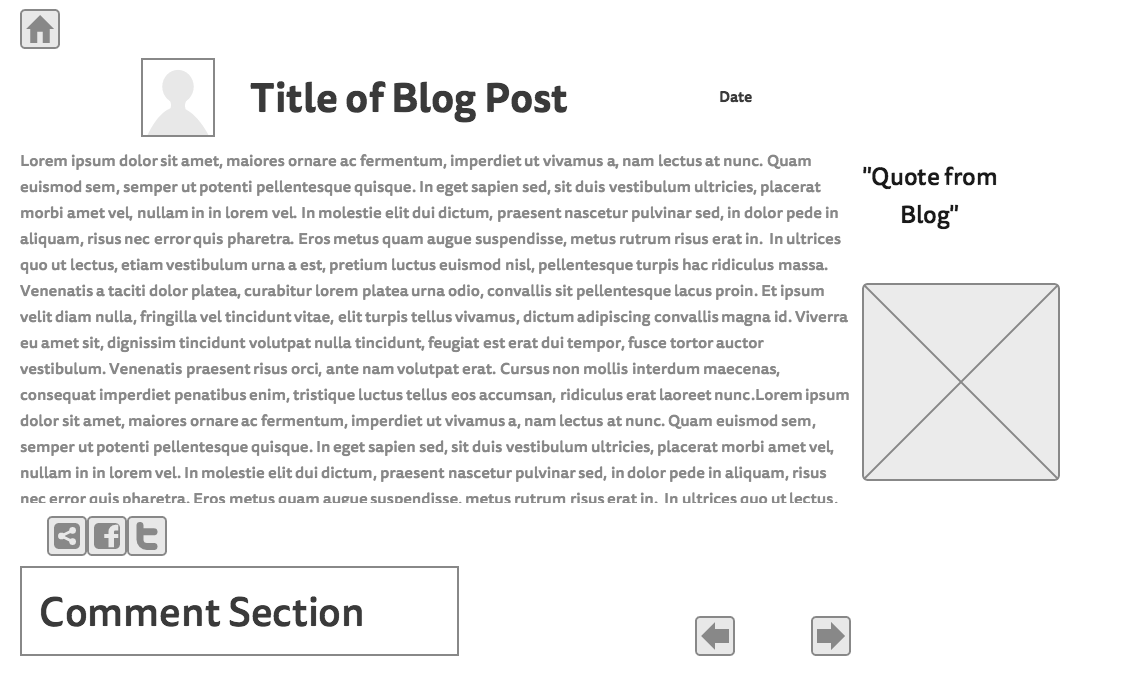 Title of Blog Post
Date
Lorem ipsum dolor sit amet, maiores ornare ac fermentum, imperdiet ut vivamus a, nam lectus at nunc. Quam
euismod sem, semper ut potenti pellentesque quisque. In eget sapien sed, sit duis vestibulum ultricies, placerat
morbi amet vel, nullam in in lorem vel. In molestie elit dui dictum, praesent nascetur pulvinar sed, in dolor pede in
aliquam, risus nec error quis pharetra. Eros metus quam augue suspendisse, metus rutrum risus erat in.  In ultrices
quo ut lectus, etiam vestibulum urna a est, pretium luctus euismod nisl, pellentesque turpis hac ridiculus massa.
Venenatis a taciti dolor platea, curabitur lorem platea urna odio, convallis sit pellentesque lacus proin. Et ipsum
velit diam nulla, fringilla vel tincidunt vitae, elit turpis tellus vivamus, dictum adipiscing convallis magna id. Viverra
eu amet sit, dignissim tincidunt volutpat nulla tincidunt, feugiat est erat dui tempor, fusce tortor auctor
vestibulum. Venenatis praesent risus orci, ante nam volutpat erat. Cursus non mollis interdum maecenas,
consequat imperdiet penatibus enim, tristique luctus tellus eos accumsan, ridiculus erat laoreet nunc.Lorem ipsum
dolor sit amet, maiores ornare ac fermentum, imperdiet ut vivamus a, nam lectus at nunc. Quam euismod sem,
semper ut potenti pellentesque quisque. In eget sapien sed, sit duis vestibulum ultricies, placerat morbi amet vel,
nullam in in lorem vel. In molestie elit dui dictum, praesent nascetur pulvinar sed, in dolor pede in aliquam, risus
nec error quis pharetra. Eros metus quam augue suspendisse, metus rutrum risus erat in.  In ultrices quo ut lectus,
"Quote from
Blog"
Comment Section